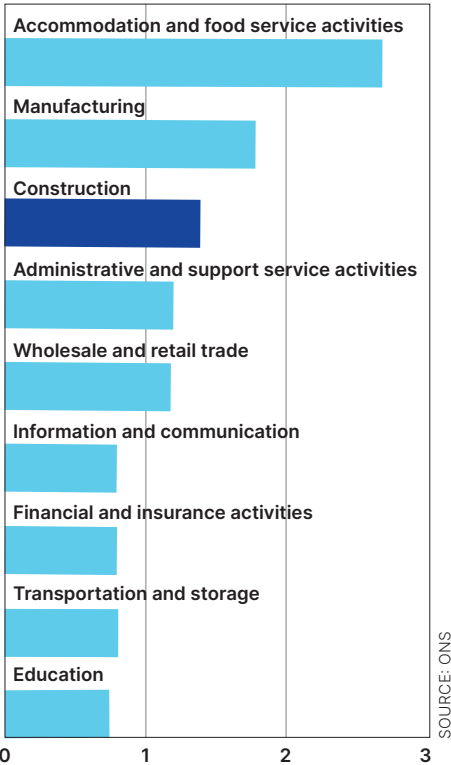 Accommodation and food service activities
Manufacturing
Construction
Administrative and support service activities
Wholesale and retail trade
Information and communication
Financial and insurance activities
Transportation and storage
Education
0 1 2 3
SOURCE: ONS